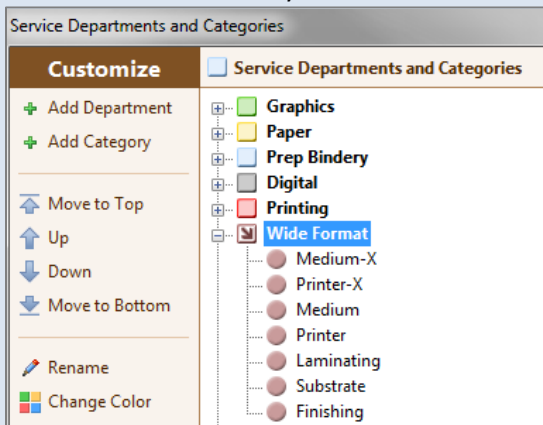 Service Departments and Categories
Customize
Add Department
Add Category
Move to Top
Up
Down
Move to Bottom
Rename
Change Color
Service Departments and Categories
Graphics
Paper
Prep Bindery
Digital
Printing
Wide Format
Medium-X
Printer-X
Medium
Printer
Laminating
Substrate
Finishing